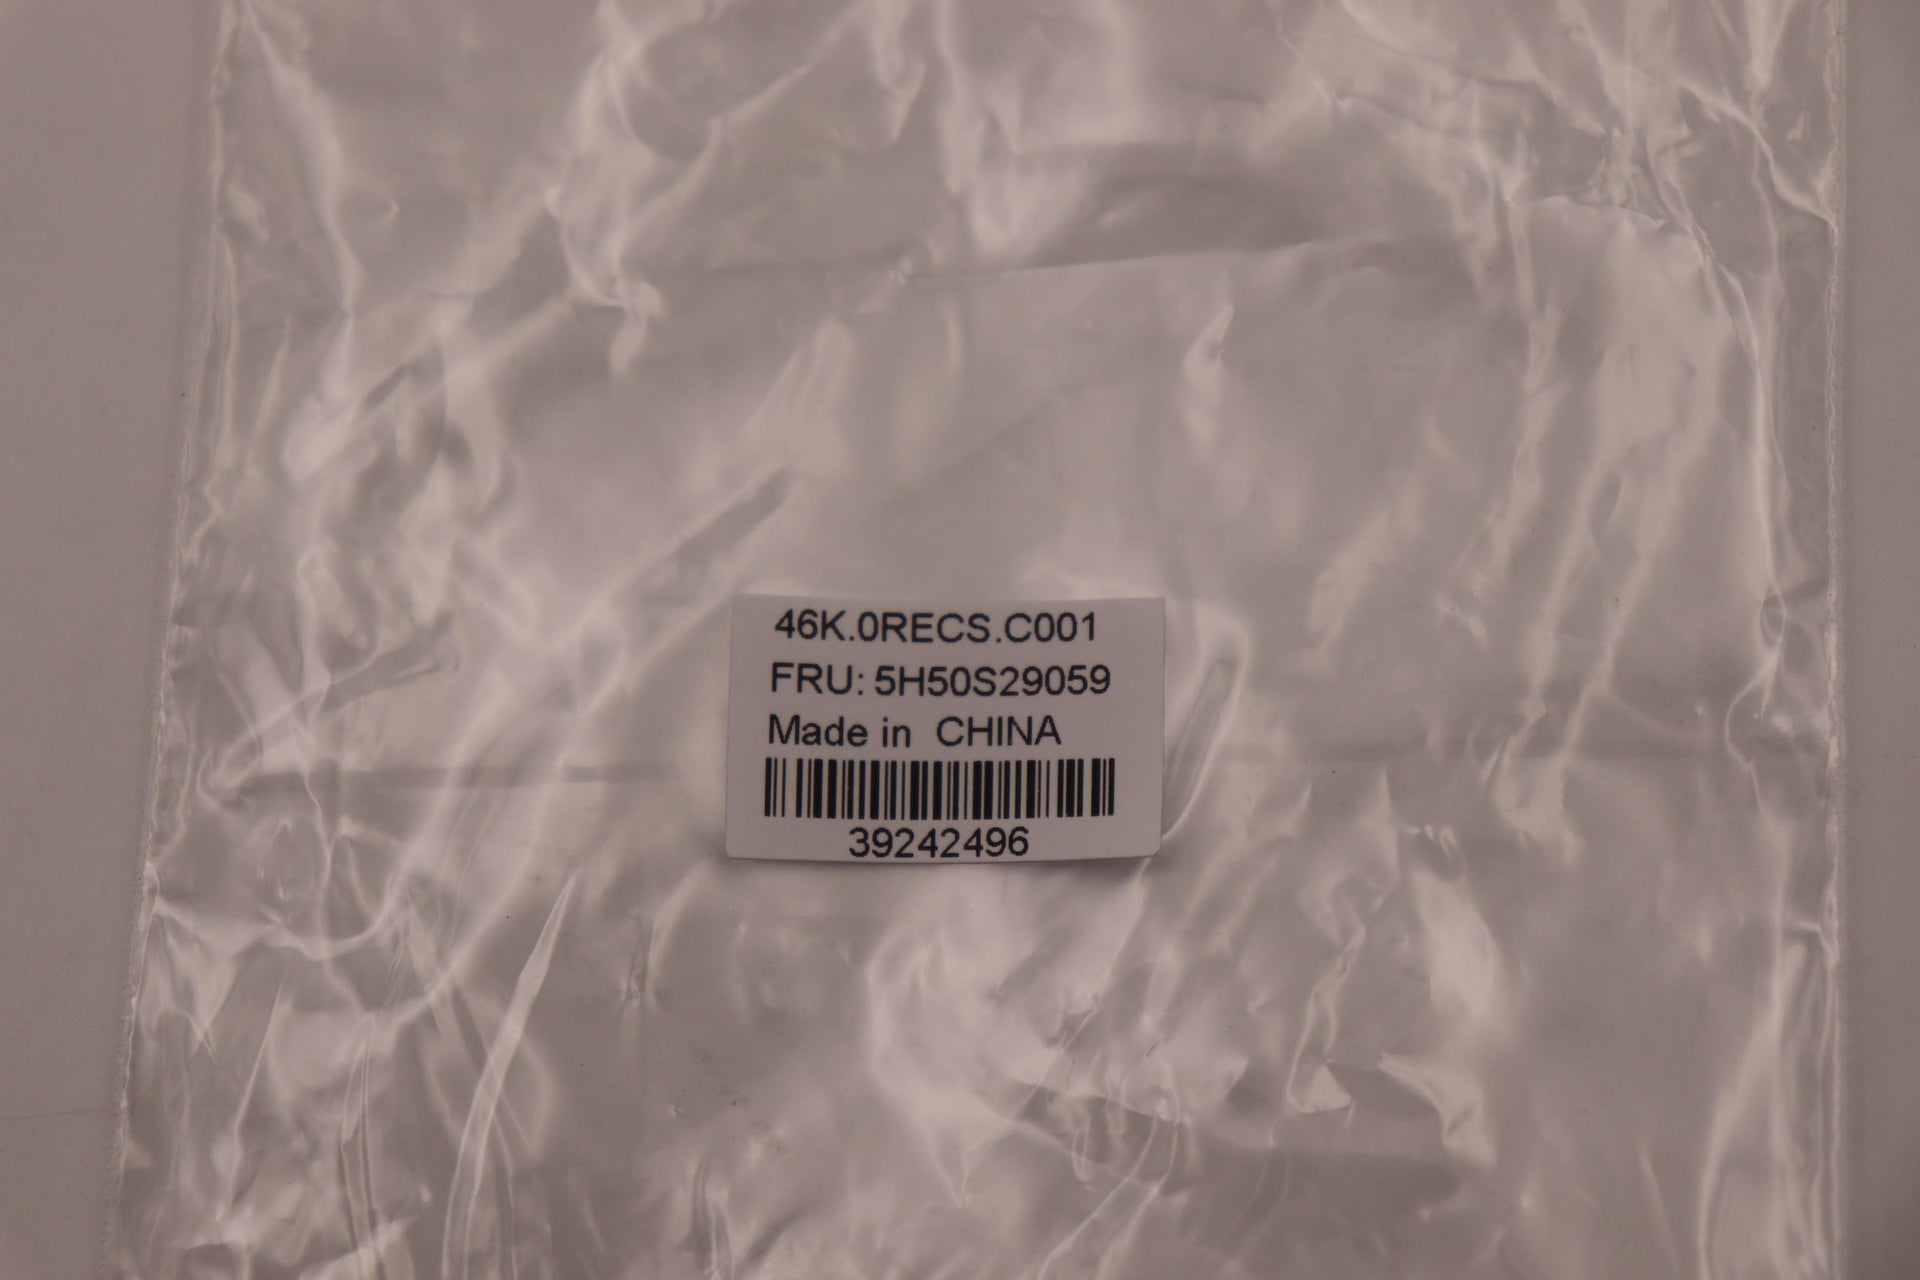 46K.0RECS.C001
FRU: 5H50S29059
Made in CHINA
39242496